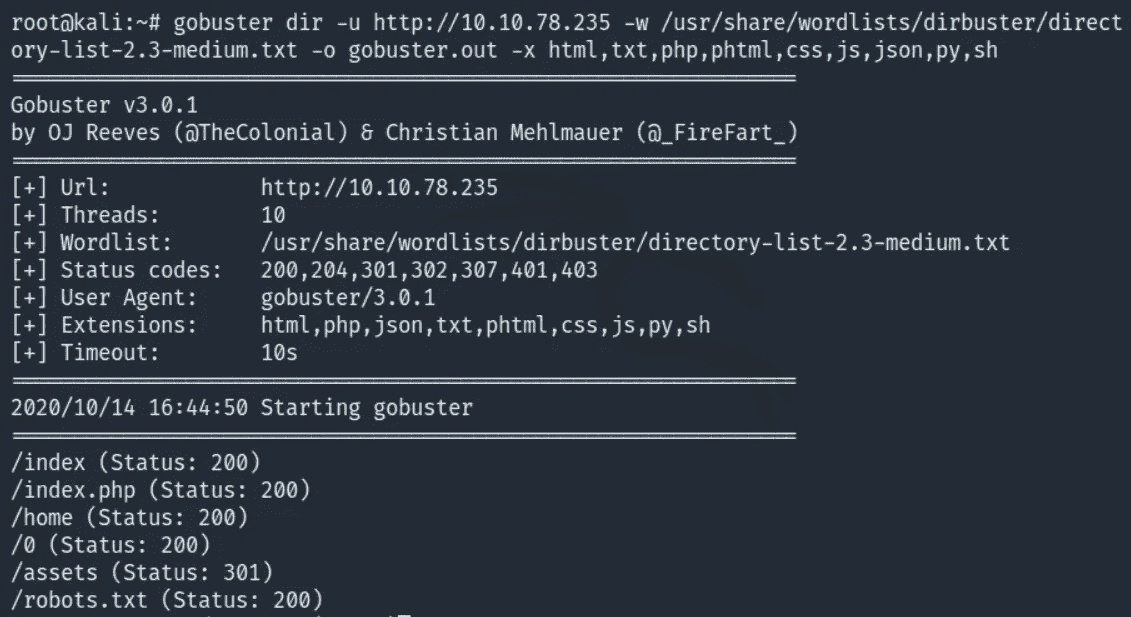 root@kali:~# gobuster dir -u http://10.10.78.235 -w /usr/share/wordlists/dirbuster/direct
ory-list-2.3-medium.txt -o gobuster.out -x html,txt,php,phtml,css,js,json,py,sh
Gobuster v3.0.1
by OJ Reeves (@TheColonial) & Christian Mehlmauer (@_FireFart_)
[+] Url:            http://10.10.78.235
[+] Threads:        10
[+] Wordlist:       /usr/share/wordlists/dirbuster/directory-list-2.3-medium.txt
[+] Status codes:   200,204,301,302,307,401,403
[+] User Agent:     gobuster/3.0.1
[+] Extensions:     html,php,json,txt,phtml,css,js,py,sh
[+] Timeout:        10s
2020/10/14 16:44:50 Starting gobuster
/index (Status: 200)
/index.php (Status: 200)
/home (Status: 200)
/0 (Status: 200)
/assets (Status: 301)
/robots.txt (Status: 200)